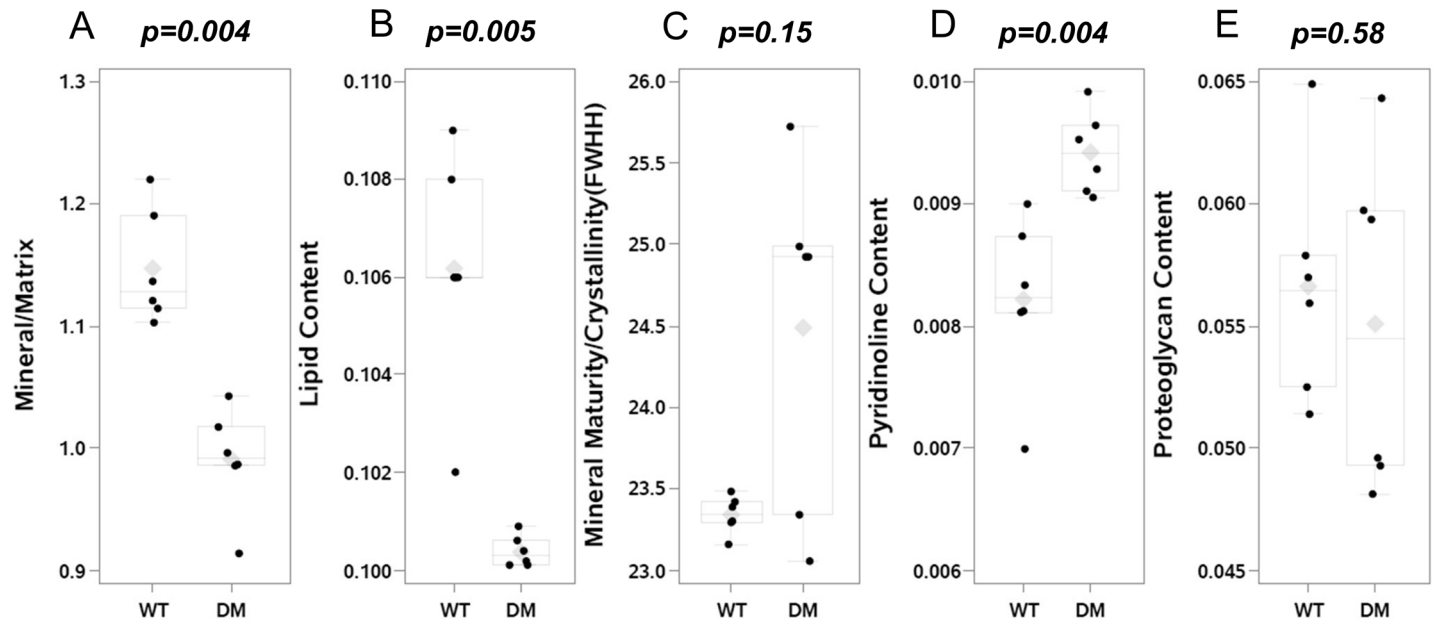 A p=0.004
B p=0.005
C p=0.15
D p=0.004
E p=0.58
Mineral/Matrix
1.3
1.2
1.1
1.0
0.9
WT DM
Lipid Content
0.110
0.108
0.106
0.104
0.102
0.100
WT DM
Mineral Maturity/Crystallinity(FWHH)
26.0
25.5
25.0
24.5
24.0
23.5
23.0
WT DM
Pyridinoline Content
0.010
0.009
0.008
0.007
0.006
WT DM
Proteoglycan Content
0.065
0.060
0.055
0.050
0.045
WT DM